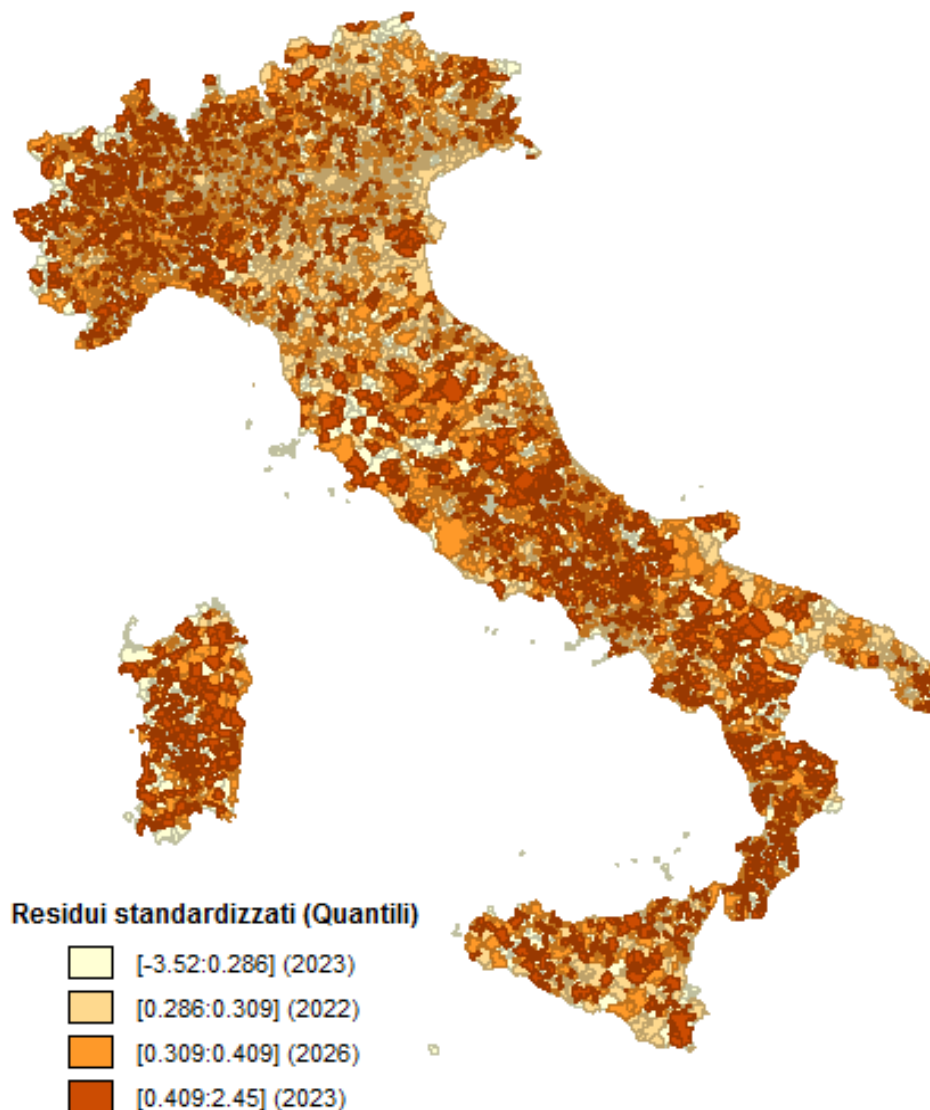 Residui standardizzati (Quantili)
[-3.52:0.286] (2023)
[0.286:0.309] (2022)
[0.309:0.409] (2026)
[0.409:2.45] (2023)